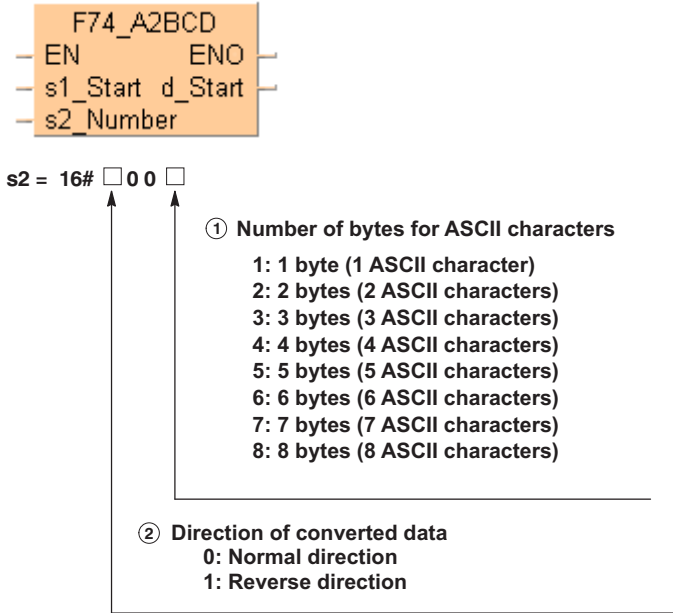 F74_A2BCD
EN ENO
s1_Start d_Start
s2_Number
s2 = 16# □ 0 0 □
① Number of bytes for ASCII characters
1: 1 byte (1 ASCII character)
2: 2 bytes (2 ASCII characters)
3: 3 bytes (3 ASCII characters)
4: 4 bytes (4 ASCII characters)
5: 5 bytes (5 ASCII characters)
6: 6 bytes (6 ASCII characters)
7: 7 bytes (7 ASCII characters)
8: 8 bytes (8 ASCII characters)
② Direction of converted data
0: Normal direction
1: Reverse direction